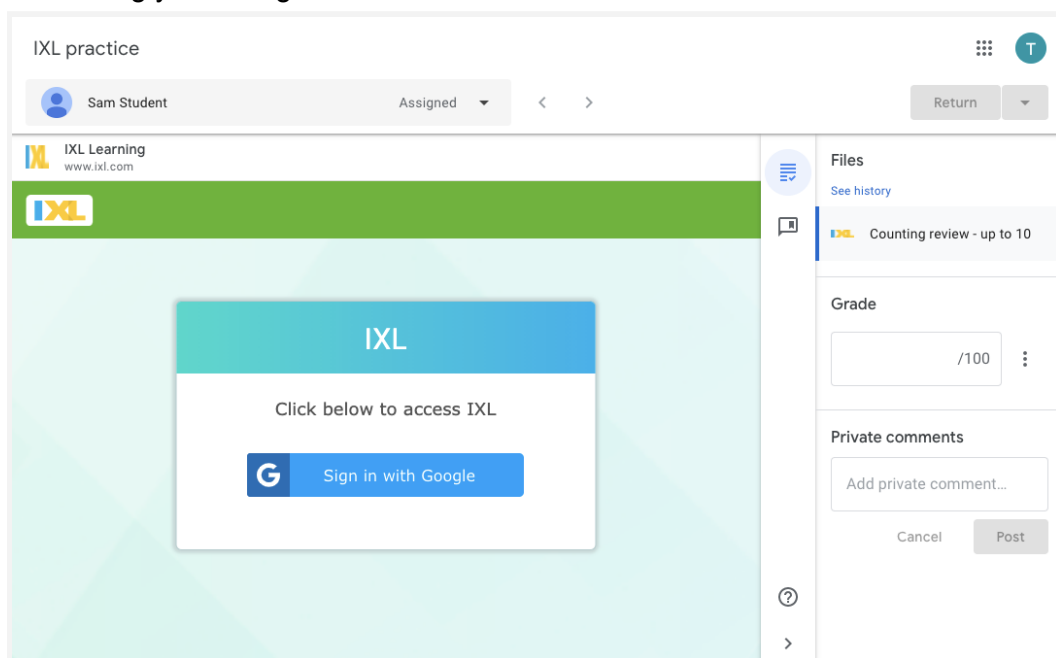 IXL practice
T
Sam Student
Assigned
Return
IXL
IXL Learning
www.ixl.com
IXL
IXL
Click below to access IXL
G
Sign in with Google
Files
See history
IXL
Counting review - up to 10
Grade
/100
Private comments
Add private comment...
Cancel
Post